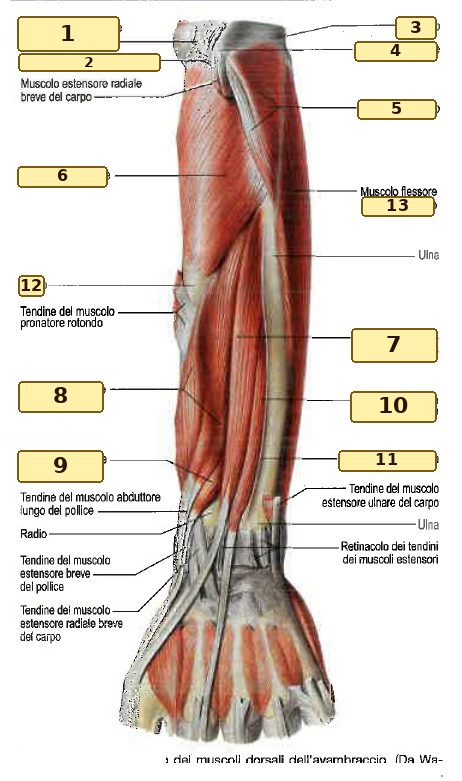 1
2
3
4
Muscolo estensore radiale
breve del carpo
5
6
Muscolo flessore
13
Ulna
12
Tendine del muscolo
pronatore rotondo
7
8
10
9
11
Tendine del muscolo abduttore
lungo del pollice
Tendine del muscolo
estensore ulnare del carpo
Radio
Ulna
Tendine del muscolo
estensore breve
del pollice
Retinacolo dei tendini
dei muscoli estensori
Tendine del muscolo
estensore radiale breve
del carpo
dei muscoli dorsali dell'avambraccio. (Da Wa-